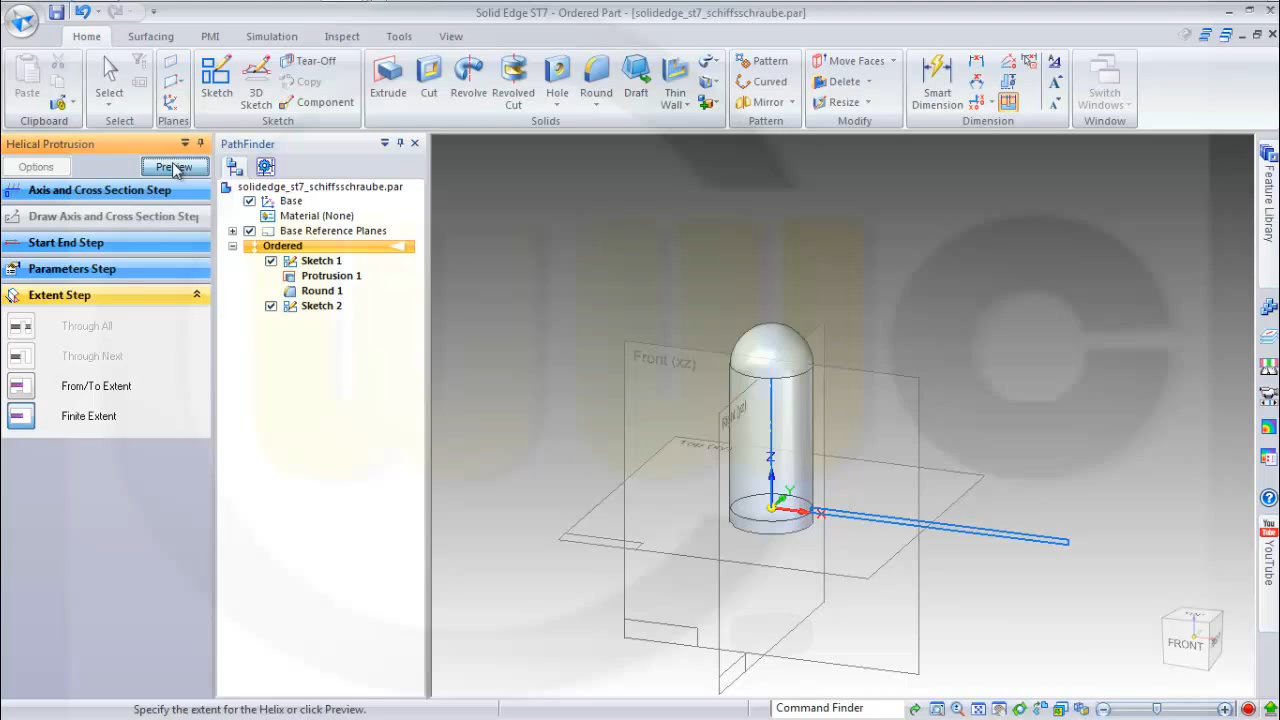 Solid Edge ST7 - Ordered Part - [solidedge_st7_schiffsschraube.par]
Home Surfacing PMI Simulation Inspect Tools View
Paste
Clipboard
Select
Select
Planes
Sketch
3D Sketch
Tear-Off
Copy
Component
Sketch
Extrude
Cut
Revolve
Revolved Cut
Hole
Round
Draft
Thin Wall
Solids
Pattern
Curved
Mirror
Pattern
Move Faces
Delete
Resize
Modify
Smart Dimension
Dimension
Switch Windows
Window
Helical Protrusion
Options Preview
Axis and Cross Section Step
Draw Axis and Cross Section Step
Start End Step
Parameters Step
Extent Step
Through All
Through Next
From/To Extent
Finite Extent
PathFinder
solidedge_st7_schiffsschraube.par
Base
Material (None)
Base Reference Planes
Ordered
Sketch 1
Protrusion 1
Round 1
Sketch 2
Front (xz)
Z
Y
X
FRONT
Feature Library
You
Tube
YouTube
Specify the extent for the Helix or click Preview.
Command Finder